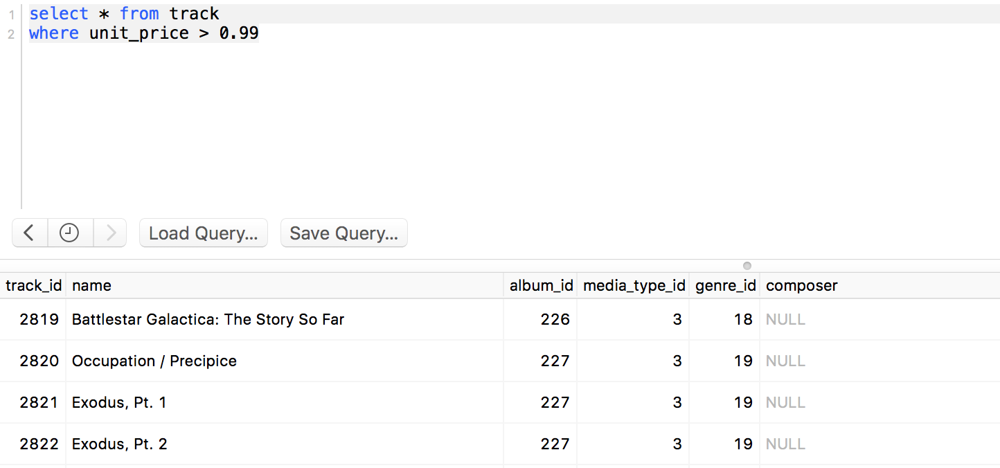 1 select * from track
2 where unit_price > 0.99
Load Query... Save Query...
track_id name album_id media_type_id genre_id composer
2819 Battlestar Galactica: The Story So Far 226 3 18 NULL
2820 Occupation / Precipice 227 3 19 NULL
2821 Exodus, Pt. 1 227 3 19 NULL
2822 Exodus, Pt. 2 227 3 19 NULL